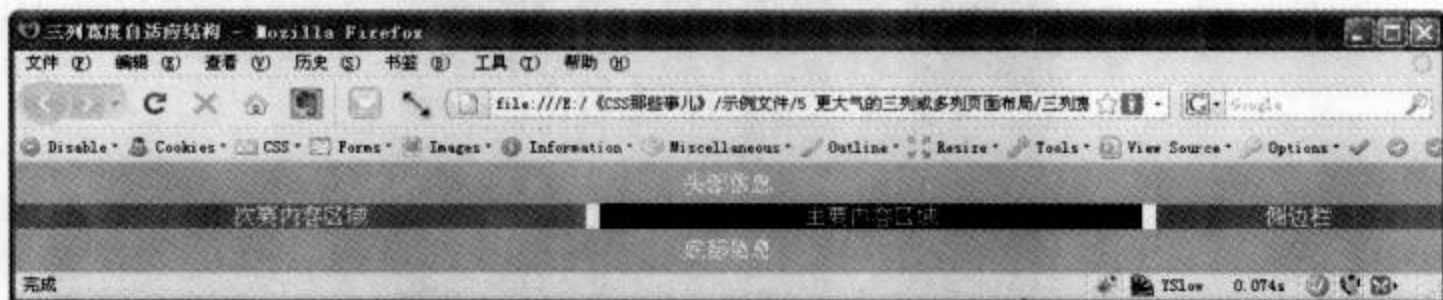 三列宽度自适应结构 - Mozilla Firefox
文件 (F) 编辑 (E) 查看 (V) 历史 (S) 书签 (B) 工具 (T) 帮助 (H)
file:///E:/《CSS那些事儿》/示例文件/5 更大气的三列或多列页面布局/三列宽 Google
Disable Cookies CSS Forms Images Information Miscellaneous Outline Resize Tools View Source Options
头部信息
次要内容区域 主要内容区域 侧边栏
底部信息
完成 YSlow 0.074s